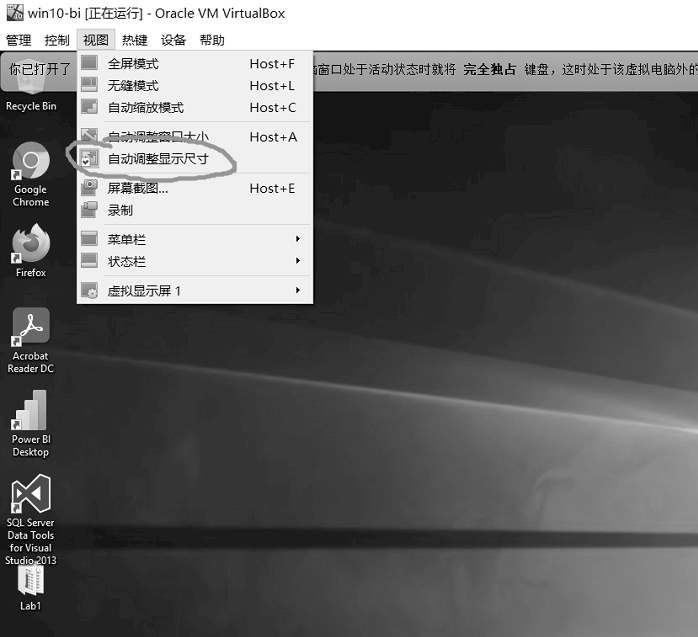 win10-bi [正在运行] - Oracle VM VirtualBox
管理 控制 视图 热键 设备 帮助
你已打开了
窗口处于活动状态时就将 完全独占 键盘，这时处于该虚拟电脑外的
全屏模式 Host+F
无缝模式 Host+L
自动缩放模式 Host+C
自动调整窗口大小 Host+A
自动调整显示尺寸
屏幕截图... Host+E
录制
菜单栏
状态栏
虚拟显示屏 1
Recycle Bin
Google
Chrome
Firefox
Acrobat
Reader DC
Power BI
Desktop
SQL Server
Data Tools
for Visual
Studio 2013
Lab1